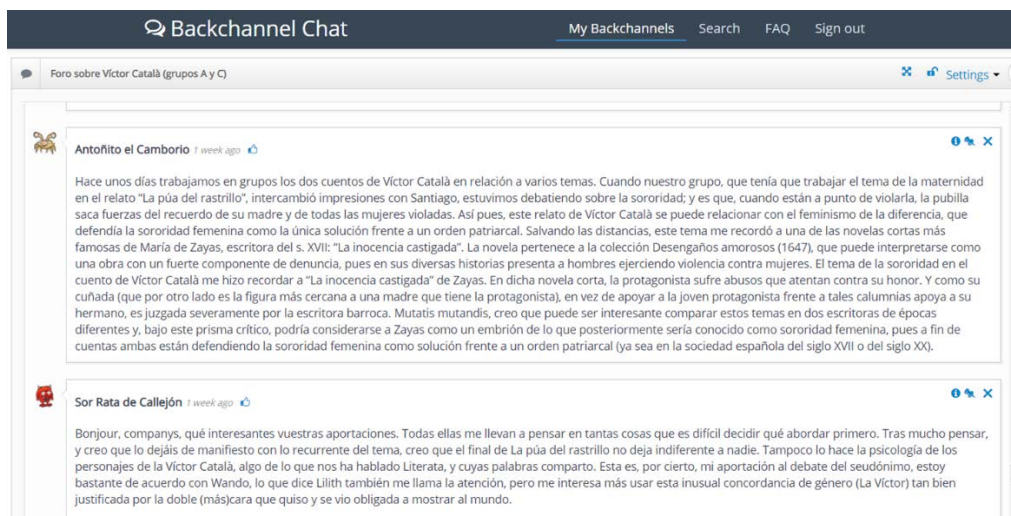 Backchannel Chat
My Backchannels Search FAQ Sign out
Foro sobre Víctor Català (grupos A y C)
Settings
Antoñito el Camborio 1 week ago
Hace unos días trabajamos en grupos los dos cuentos de Víctor Català en relación a varios temas. Cuando nuestro grupo, que tenía que trabajar el tema de la maternidad
en el relato “La púa del rastrillo”, intercambió impresiones con Santiago, estuvimos debatiendo sobre la sororidad; y es que, cuando están a punto de violarla, la pubilla
saca fuerzas del recuerdo de su madre y de todas las mujeres violadas. Así pues, este relato de Víctor Català se puede relacionar con el feminismo de la diferencia, que
defendía la sororidad femenina como la única solución frente a un orden patriarcal. Salvando las distancias, este tema me recordó a una de las novelas cortas más
famosas de María de Zayas, escritora del s. XVII: “La inocencia castigada”. La novela pertenece a la colección Desengaños amorosos (1647), que puede interpretarse como
una obra con un fuerte componente de denuncia, pues en sus diversas historias presenta a hombres ejerciendo violencia contra mujeres. El tema de la sororidad en el
cuento de Víctor Català me hizo recordar a “La inocencia castigada” de Zayas. En dicha novela corta, la protagonista sufre abusos que atentan contra su honor. Y como su
cuñada (que por otro lado es la figura más cercana a una madre que tiene la protagonista), en vez de apoyar a la joven protagonista frente a tales calumnias apoya a su
hermano, es juzgada severamente por la escritora barroca. Mutatis mutandis, creo que puede ser interesante comparar estos temas en dos escritoras de épocas
diferentes y, bajo este prisma crítico, podría considerarse a Zayas como un embrión de lo que posteriormente sería conocido como sororidad femenina, pues a fin de
cuentas ambas están defendiendo la sororidad femenina como solución frente a un orden patriarcal (ya sea en la sociedad española del siglo XVII o del siglo XX).
Sor Rata de Callejón 1 week ago
Bonjour, companys, qué interesantes vuestras aportaciones. Todas ellas me llevan a pensar en tantas cosas que es difícil decidir qué abordar primero. Tras mucho pensar,
y creo que lo dejáis de manifiesto con lo recurrente del tema, creo que el final de La púa del rastrillo no deja indiferente a nadie. Tampoco lo hace la psicología de los
personajes de la Víctor Català, algo de lo que nos ha hablado Literata, y cuyas palabras comparto. Esta es, por cierto, mi aportación al debate del seudónimo, estoy
bastante de acuerdo con Wando, lo que dice Lilith también me llama la atención, pero me interesa más usar esta inusual concordancia de género (La Víctor) tan bien
justificada por la doble (más)cara que quiso y se vio obligada a mostrar al mundo.